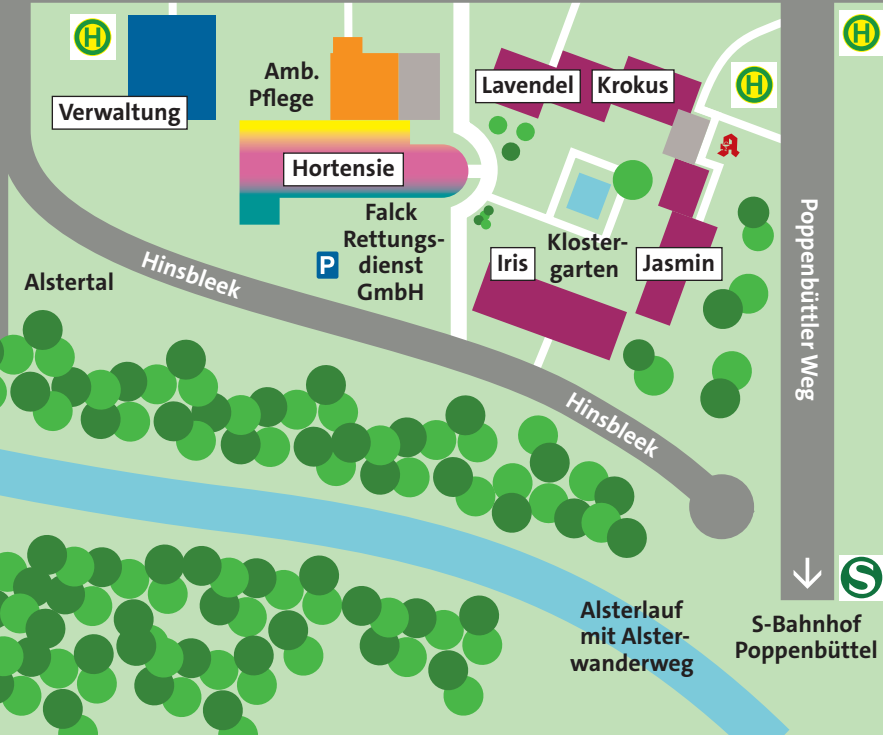 H
H
H
Verwaltung
Amb.
Pflege
Lavendel
Krokus
Hortensie
A
Falck
Rettungs-
dienst
GmbH
P
Iris
Kloster-
garten
Jasmin
Alstertal
Hinsbleek
Hinsbleek
Poppenbüttler Weg
S
Alsterlauf
mit Alster-
wanderweg
S-Bahnhof
Poppenbüttel